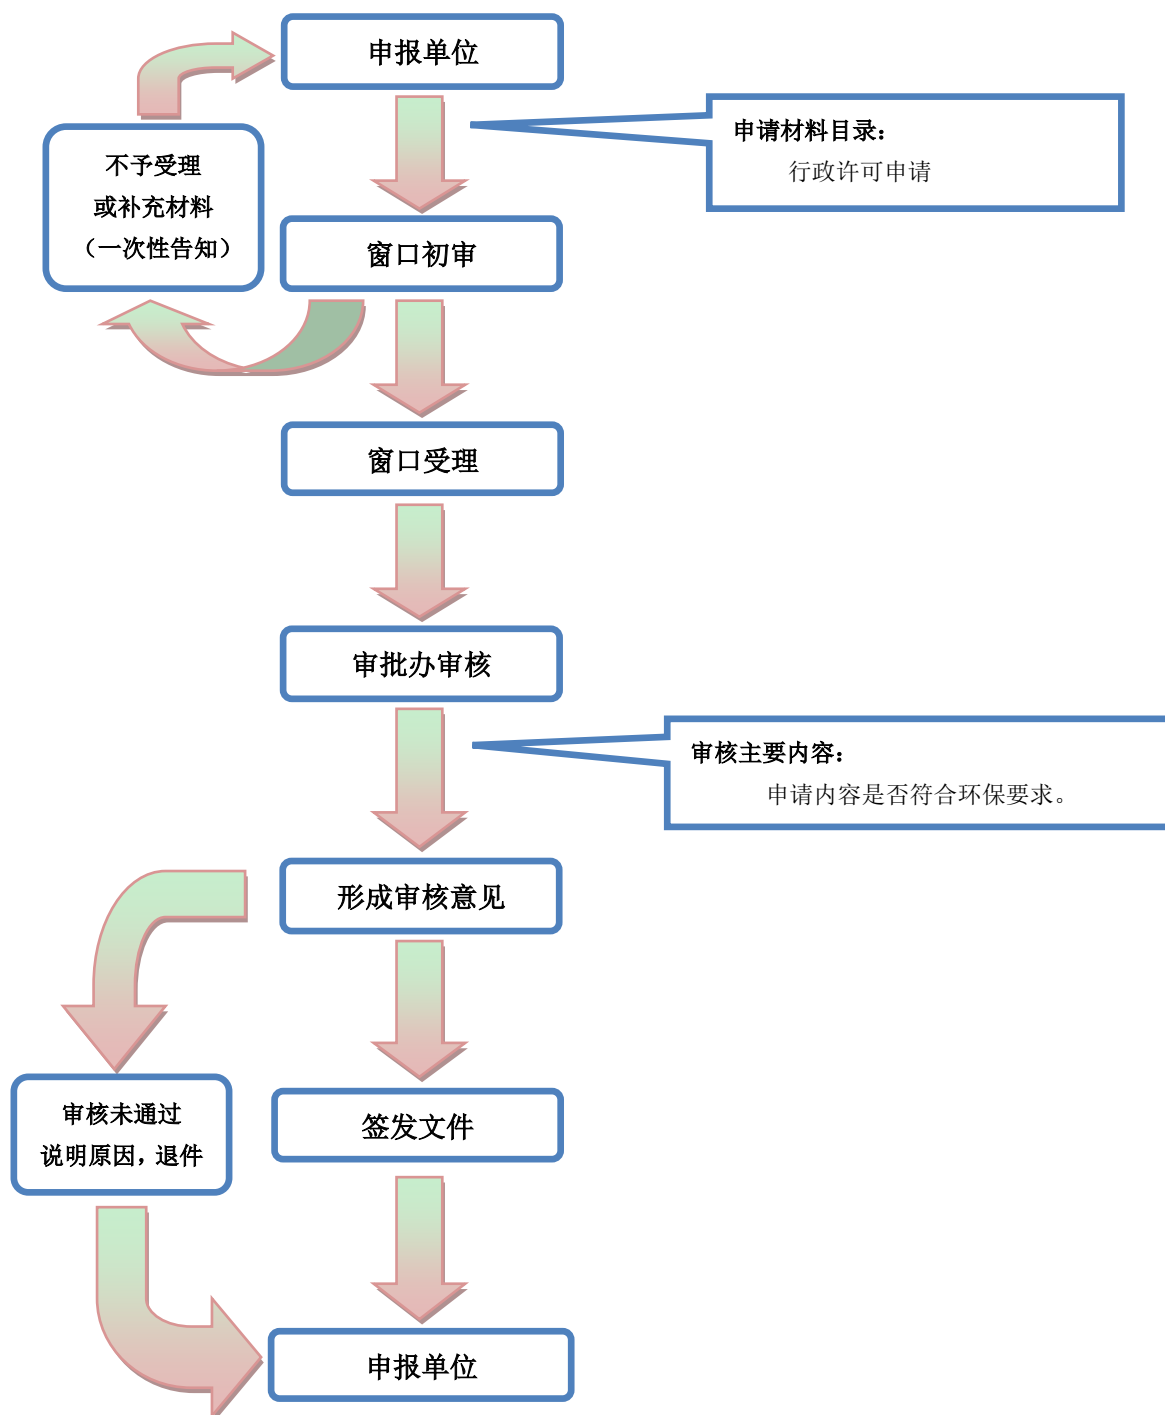 申报单位
申请材料目录：
行政许可申请
不予受理
或补充材料
（一次性告知）
窗口初审
窗口受理
审批办审核
审核主要内容：
申请内容是否符合环保要求。
形成审核意见
审核未通过
说明原因，退件
签发文件
申报单位